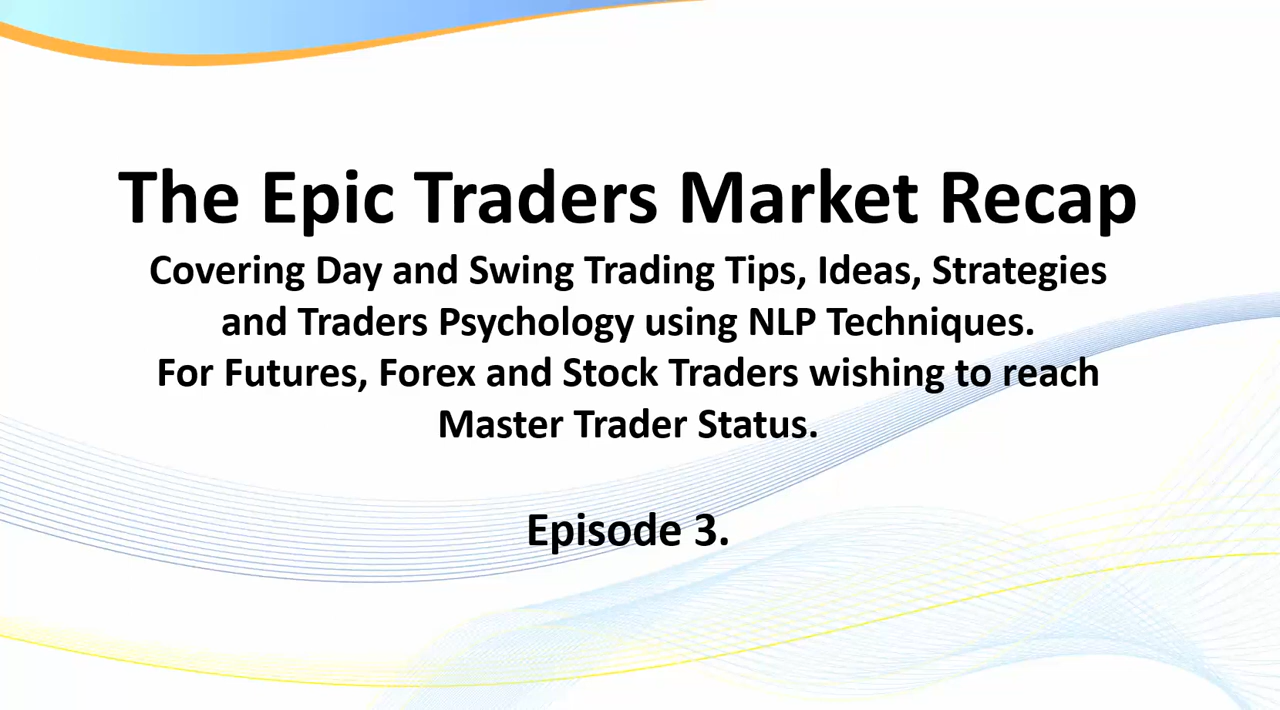 The Epic Traders Market Recap
Covering Day and Swing Trading Tips, Ideas, Strategies
and Traders Psychology using NLP Techniques.
For Futures, Forex and Stock Traders wishing to reach
Master Trader Status.
Episode 3.